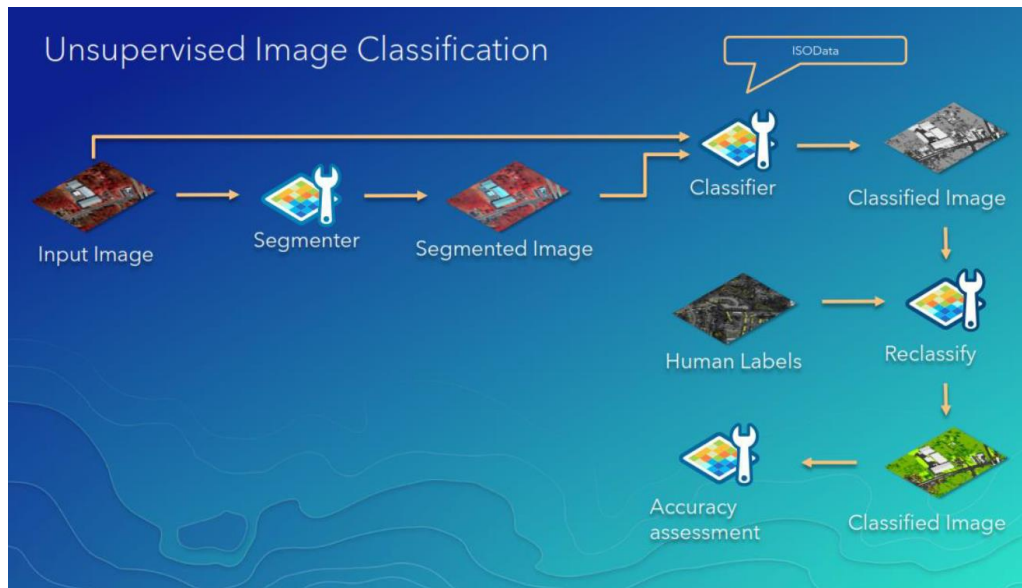 Unsupervised Image Classification
ISOData
Classifier
Classified Image
Input Image
Segmenter
Segmented Image
Human Labels
Reclassify
Accuracy
assessment
Classified Image